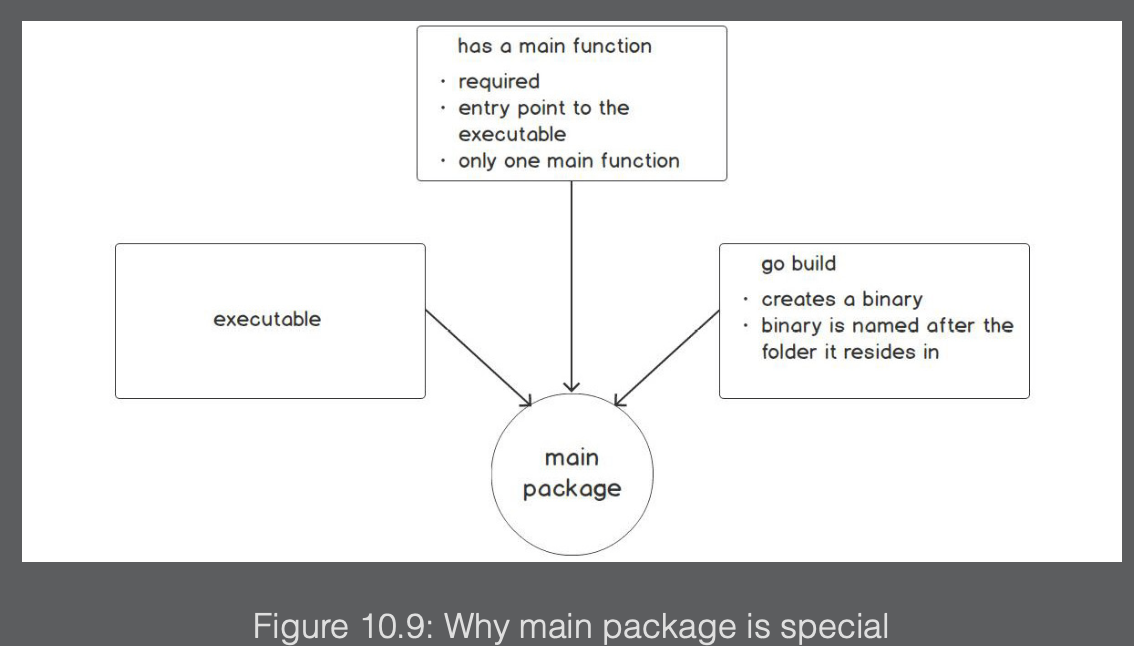 has a main function
· required
· entry point to the
executable
· only one main function
executable
go build
· creates a binary
· binary is named after the
folder it resides in
main
package
Figure 10.9: Why main package is special